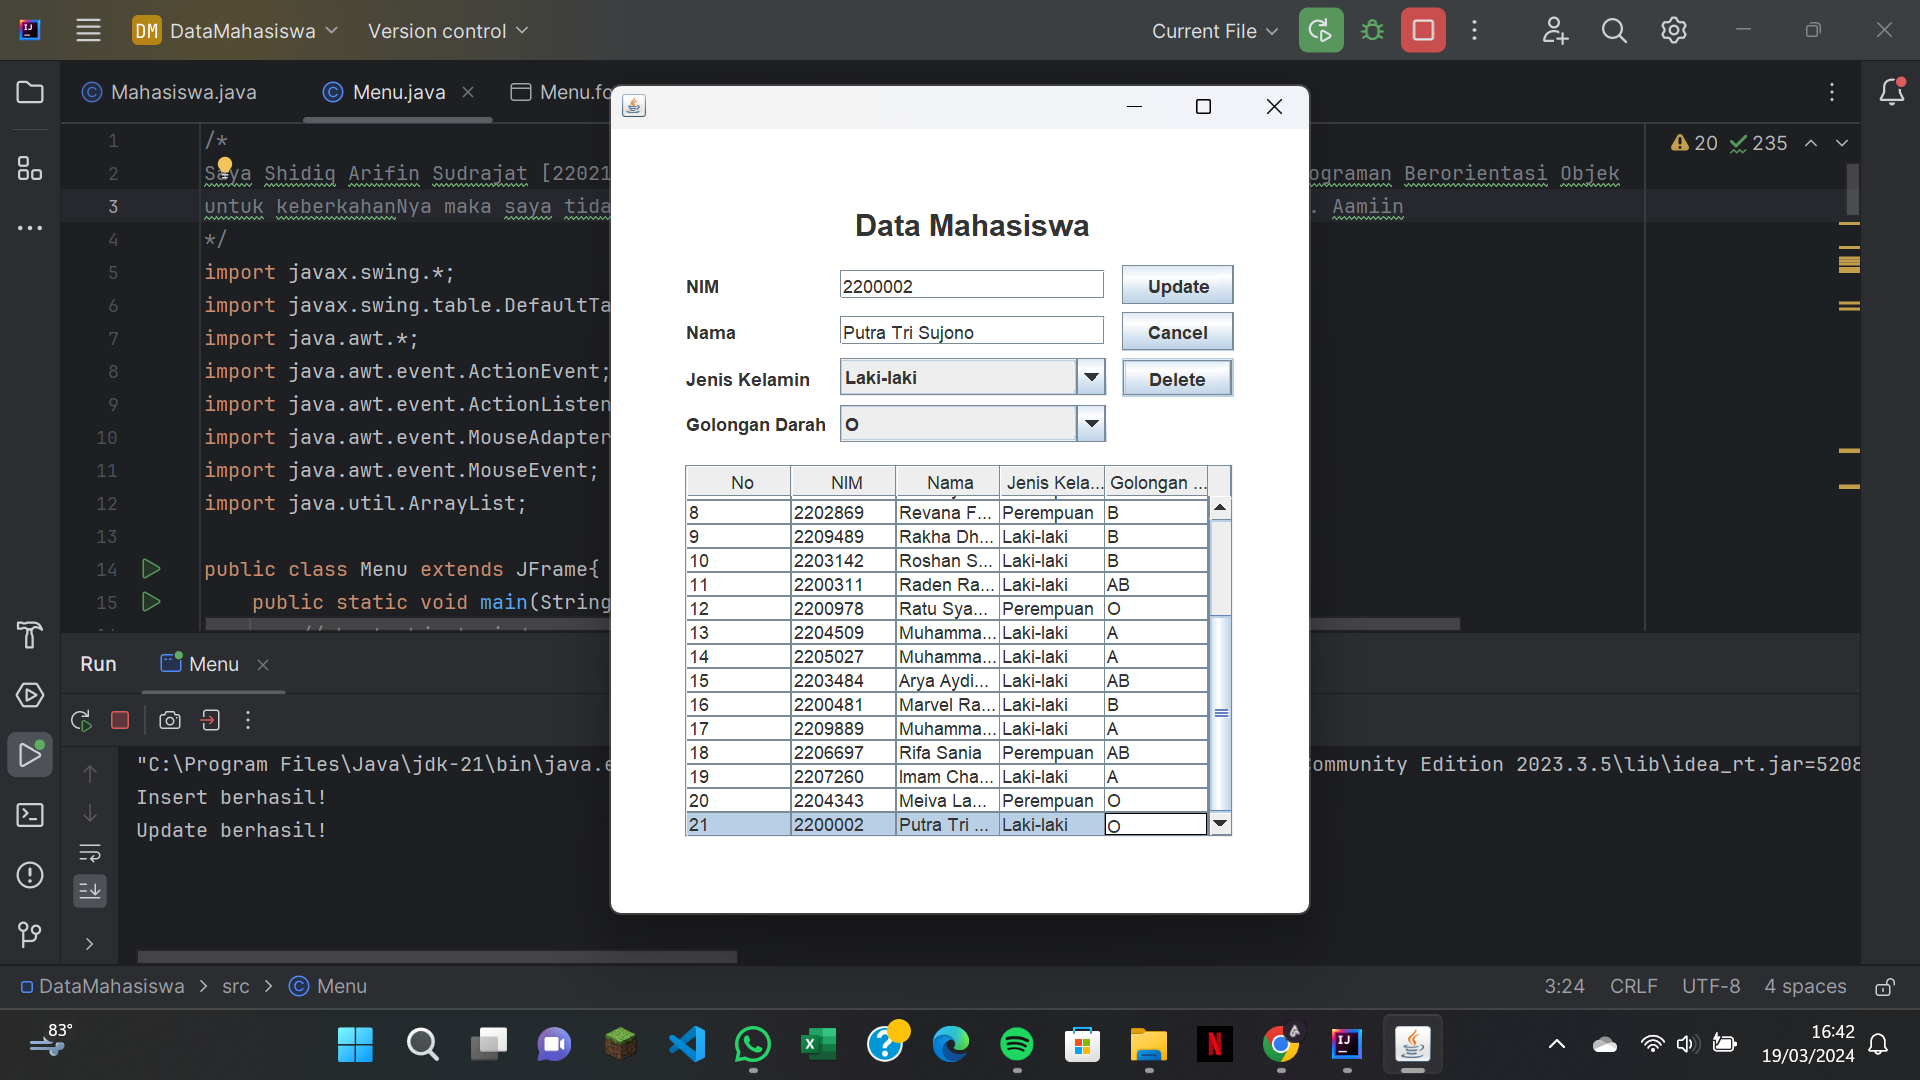 DM DataMahasiswa Version control Current File
Mahasiswa.java Menu.java Menu.fo
1 /*
2 Saya Shidiq Arifin Sudrajat [22021 ograman Berorientasi Objek
3 untuk keberkahanNya maka saya tida . Aamiin
4 */
5 import javax.swing.*;
6 import javax.swing.table.DefaultTa
7 import java.awt.*;
8 import java.awt.event.ActionEvent;
9 import java.awt.event.ActionListen
10 import java.awt.event.MouseAdapter
11 import java.awt.event.MouseEvent;
12 import java.util.ArrayList;
13
14 public class Menu extends JFrame{
15 public static void main(String
20 235
Data Mahasiswa
NIM 2200002 Update
Nama Putra Tri Sujono Cancel
Jenis Kelamin Laki-laki Delete
Golongan Darah O
No NIM Nama Jenis Kela... Golongan ...
8 2202869 Revana F... Perempuan B
9 2209489 Rakha Dh... Laki-laki B
10 2203142 Roshan S... Laki-laki B
11 2200311 Raden Ra... Laki-laki AB
12 2200978 Ratu Sya... Perempuan O
13 2204509 Muhamma... Laki-laki A
14 2205027 Muhamma... Laki-laki A
15 2203484 Arya Aydi... Laki-laki AB
16 2200481 Marvel Ra... Laki-laki B
17 2209889 Muhamma... Laki-laki A
18 2206697 Rifa Sania Perempuan AB
19 2207260 Imam Cha... Laki-laki A
20 2204343 Meiva La... Perempuan O
21 2200002 Putra Tri ... Laki-laki O
Run Menu
"C:\Program Files\Java\jdk-21\bin\java.e ommunity Edition 2023.3.5\lib\idea_rt.jar=5208
Insert berhasil!
Update berhasil!
DataMahasiswa > src > Menu 3:24 CRLF UTF-8 4 spaces
83°
16:42
19/03/2024